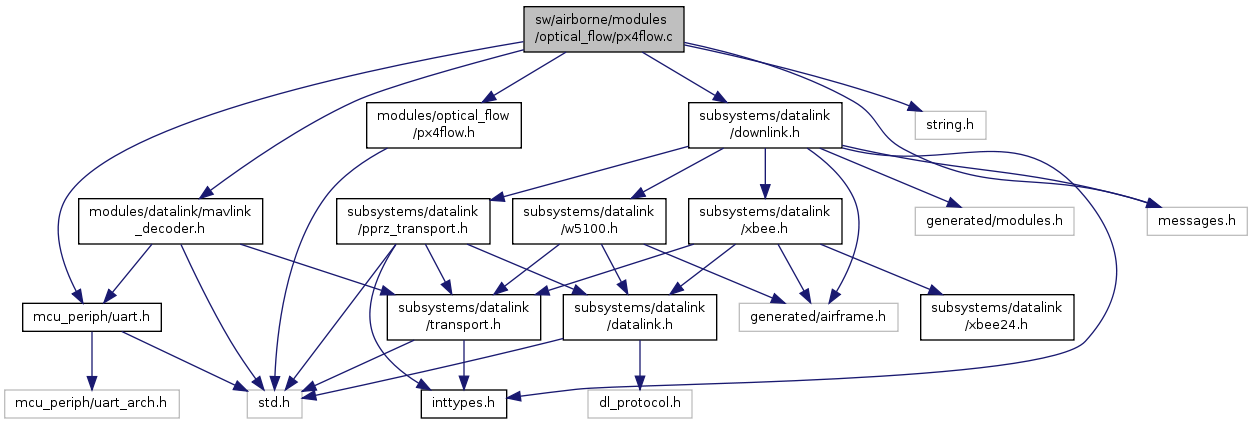 sw/airborne/modules
/optical_flow/px4flow.c
modules/optical_flow
/px4flow.h
subsystems/datalink
/downlink.h
string.h
modules/datalink/mavlink
_decoder.h
subsystems/datalink
/pprz_transport.h
subsystems/datalink
/w5100.h
subsystems/datalink
/xbee.h
generated/modules.h
messages.h
mcu_periph/uart.h
subsystems/datalink
/transport.h
subsystems/datalink
/datalink.h
generated/airframe.h
subsystems/datalink
/xbee24.h
mcu_periph/uart_arch.h
std.h
inttypes.h
dl_protocol.h